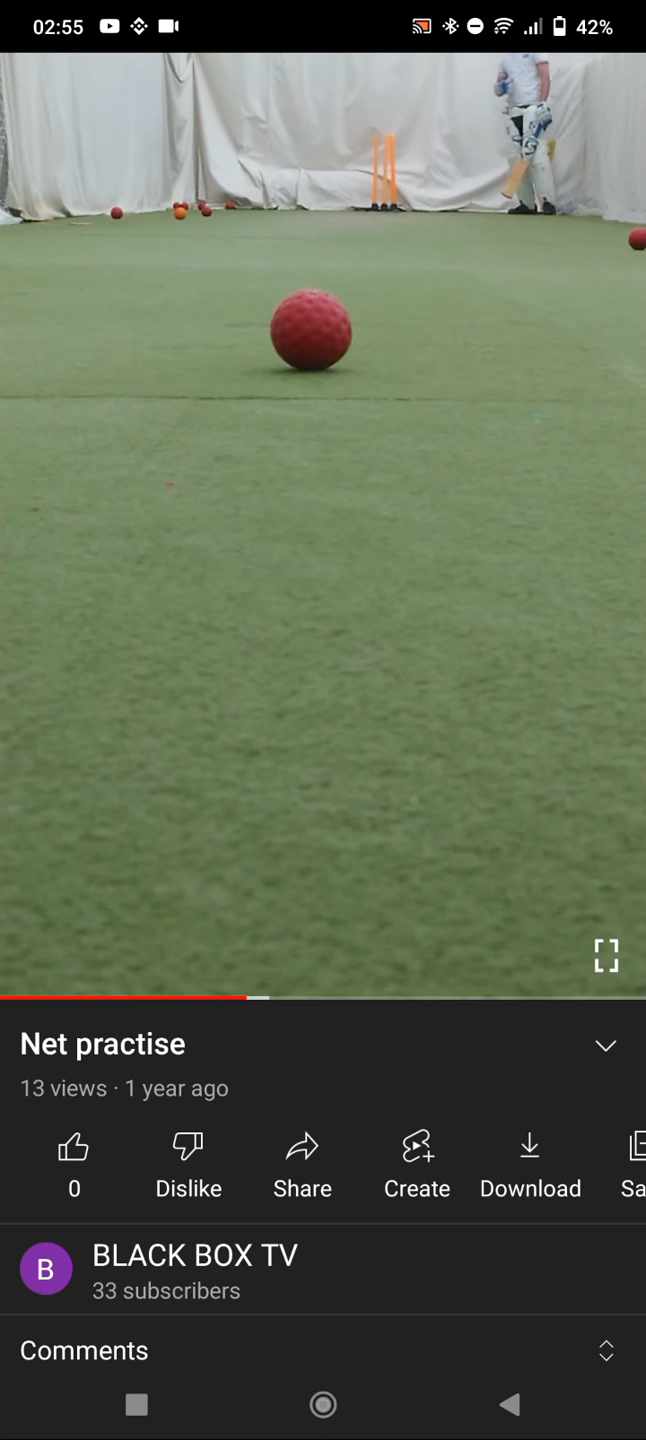 02:55
42%
Net practise
13 views · 1 year ago
0
Dislike
Share
Create
Download
Sa
B
BLACK BOX TV
33 subscribers
Comments